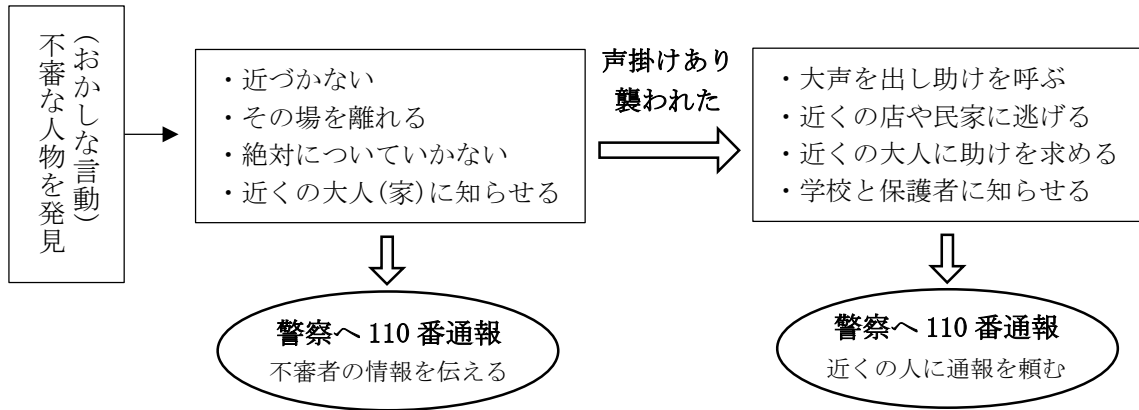 不審な人物を発見
（おかしな言動）
・近づかない
・その場を離れる
・絶対についていかない
・近くの大人(家)に知らせる
警察へ 110 番通報
不審者の情報を伝える
声掛けあり
襲われた
・大声を出し助けを呼ぶ
・近くの店や民家に逃げる
・近くの大人に助けを求める
・学校と保護者に知らせる
警察へ 110 番通報
近くの人に通報を頼む